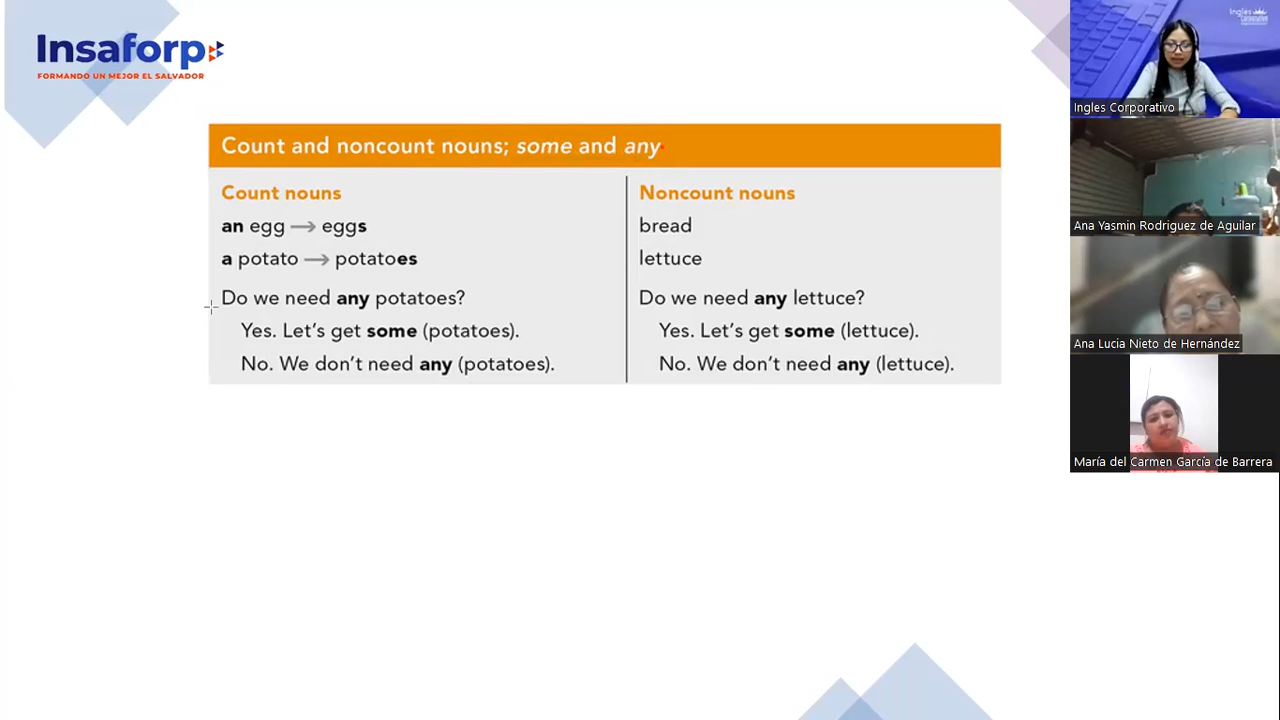 Insaforp
FORMANDO UN MEJOR EL SALVADOR
Count and noncount nouns; some and any
Count nouns
an egg → eggs
a potato → potatoes
Do we need any potatoes?
Yes. Let's get some (potatoes).
No. We don't need any (potatoes).
Noncount nouns
bread
lettuce
Do we need any lettuce?
Yes. Let's get some (lettuce).
No. We don't need any (lettuce).
Ingles
Corporativo
Ingles Corporativo
Ana Yasmin Rodriguez de Aguilar
Ana Lucia Nieto de Hernández
María del Carmen García de Barrera